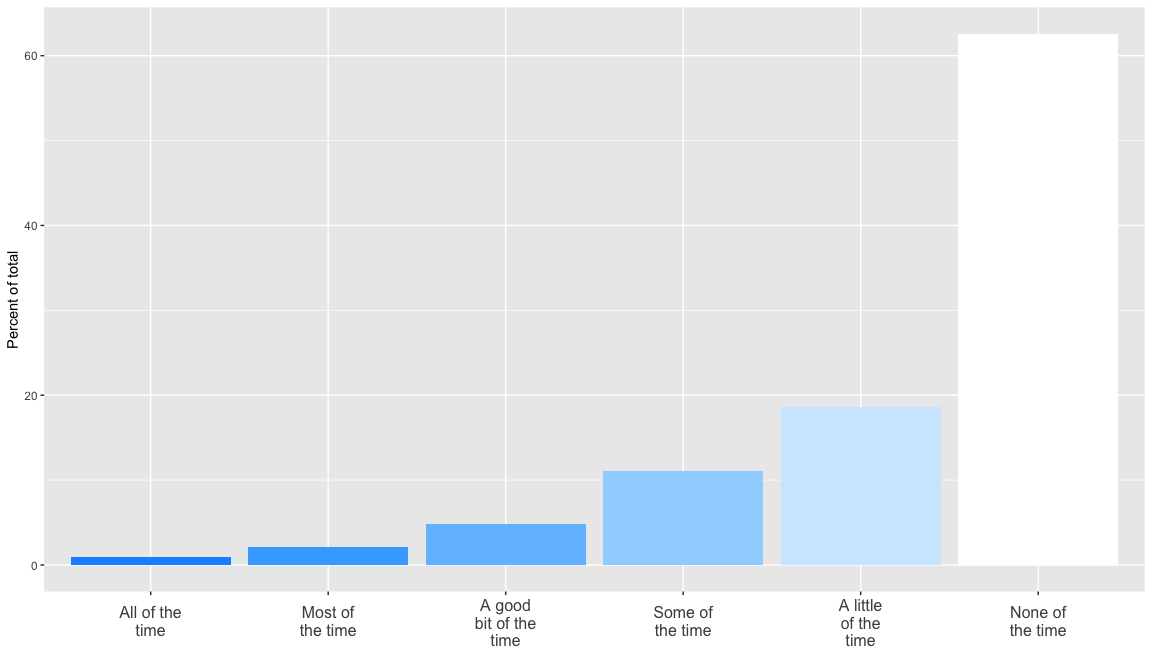 60
40
20
0
Percent of total
All of the
time
Most of
the time
A good
bit of the
time
Some of
the time
A little
of the
time
None of
the time